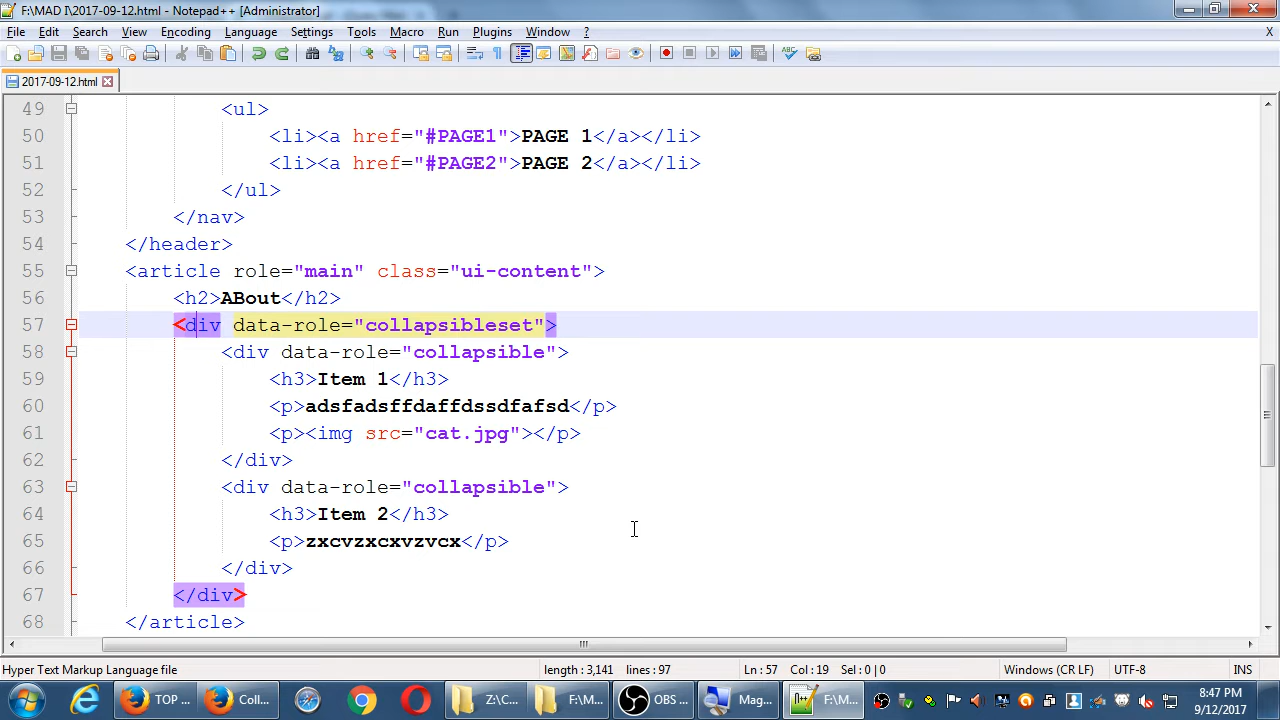 F:\MAD I\2017-09-12.html - Notepad++ [Administrator]
File Edit Search View Encoding Language Settings Tools Macro Run Plugins Window ? X
2017-09-12.html
49 <ul>
50 <li><a href="#PAGE1">PAGE 1</a></li>
51 <li><a href="#PAGE2">PAGE 2</a></li>
52 </ul>
53 </nav>
54 </header>
55 <article role="main" class="ui-content">
56 <h2>ABout</h2>
57 <div data-role="collapsibleset">
58 <div data-role="collapsible">
59 <h3>Item 1</h3>
60 <p>adsfadsffdaffdssdfafsd</p>
61 <p><img src="cat.jpg"></p>
62 </div>
63 <div data-role="collapsible">
64 <h3>Item 2</h3>
65 <p>zxcvzxcxvzvcx</p>
66 </div>
67 </div>
68 </article>
Hyper Text Markup Language file length : 3,141 lines : 97 Ln : 57 Col : 19 Sel : 0 | 0 Windows (CR LF) UTF-8 INS
TOP ... Coll... Z:\C... F:\M... OBS ... Mag... F:\M... 8:47 PM
9/12/2017